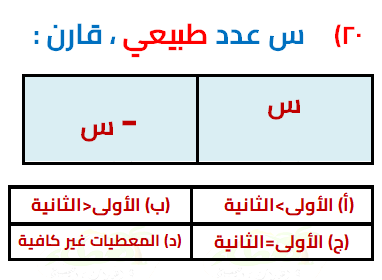 ٢٠) س عدد طبيعي ، قارن :
س
- س
(أ) الأولى>الثانية
(ب) الأولى<الثانية
(ج) الأولى=الثانية
(د) المعطيات غير كافية